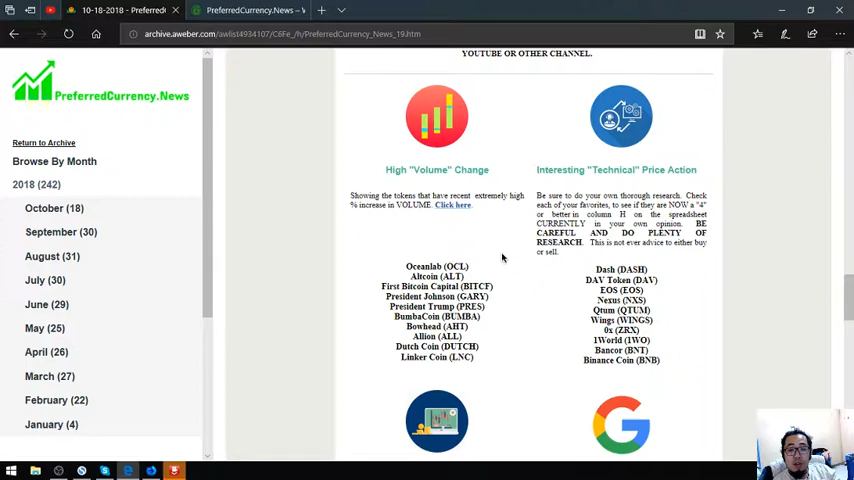 10-18-2018 - PreferredC
PreferredCurrency.News –
archive.aweber.com/awlist4934107/C6Fe_/h/PreferredCurrency_News_19.htm
PreferredCurrency.News
Return to Archive
Browse By Month
2018 (242)
October (18)
September (30)
August (31)
July (30)
June (29)
May (25)
April (26)
March (27)
February (22)
January (4)
YOUTUBE OR OTHER CHANNEL.
High "Volume" Change
Showing the tokens that have recent extremely high
% increase in VOLUME. Click here.
Oceanlab (OCL)
Altcoin (ALT)
First Bitcoin Capital (BITCF)
President Johnson (GARY)
President Trump (PRES)
BumbaCoin (BUMBA)
Bowhead (AHT)
Allion (ALL)
Dutch Coin (DUTCH)
Linker Coin (LNC)
Interesting "Technical" Price Action
Be sure to do your own thorough research. Check
each of your favorites, to see if they are NOW a "4"
or better in column H on the spreadsheet
CURRENTLY in your own opinion. BE
CAREFUL AND DO PLENTY OF
RESEARCH. This is not ever advice to either buy
or sell.
Dash (DASH)
DAV Token (DAV)
EOS (EOS)
Nexus (NXS)
Qtum (QTUM)
Wings (WINGS)
0x (ZRX)
1World (1WO)
Bancor (BNT)
Binance Coin (BNB)